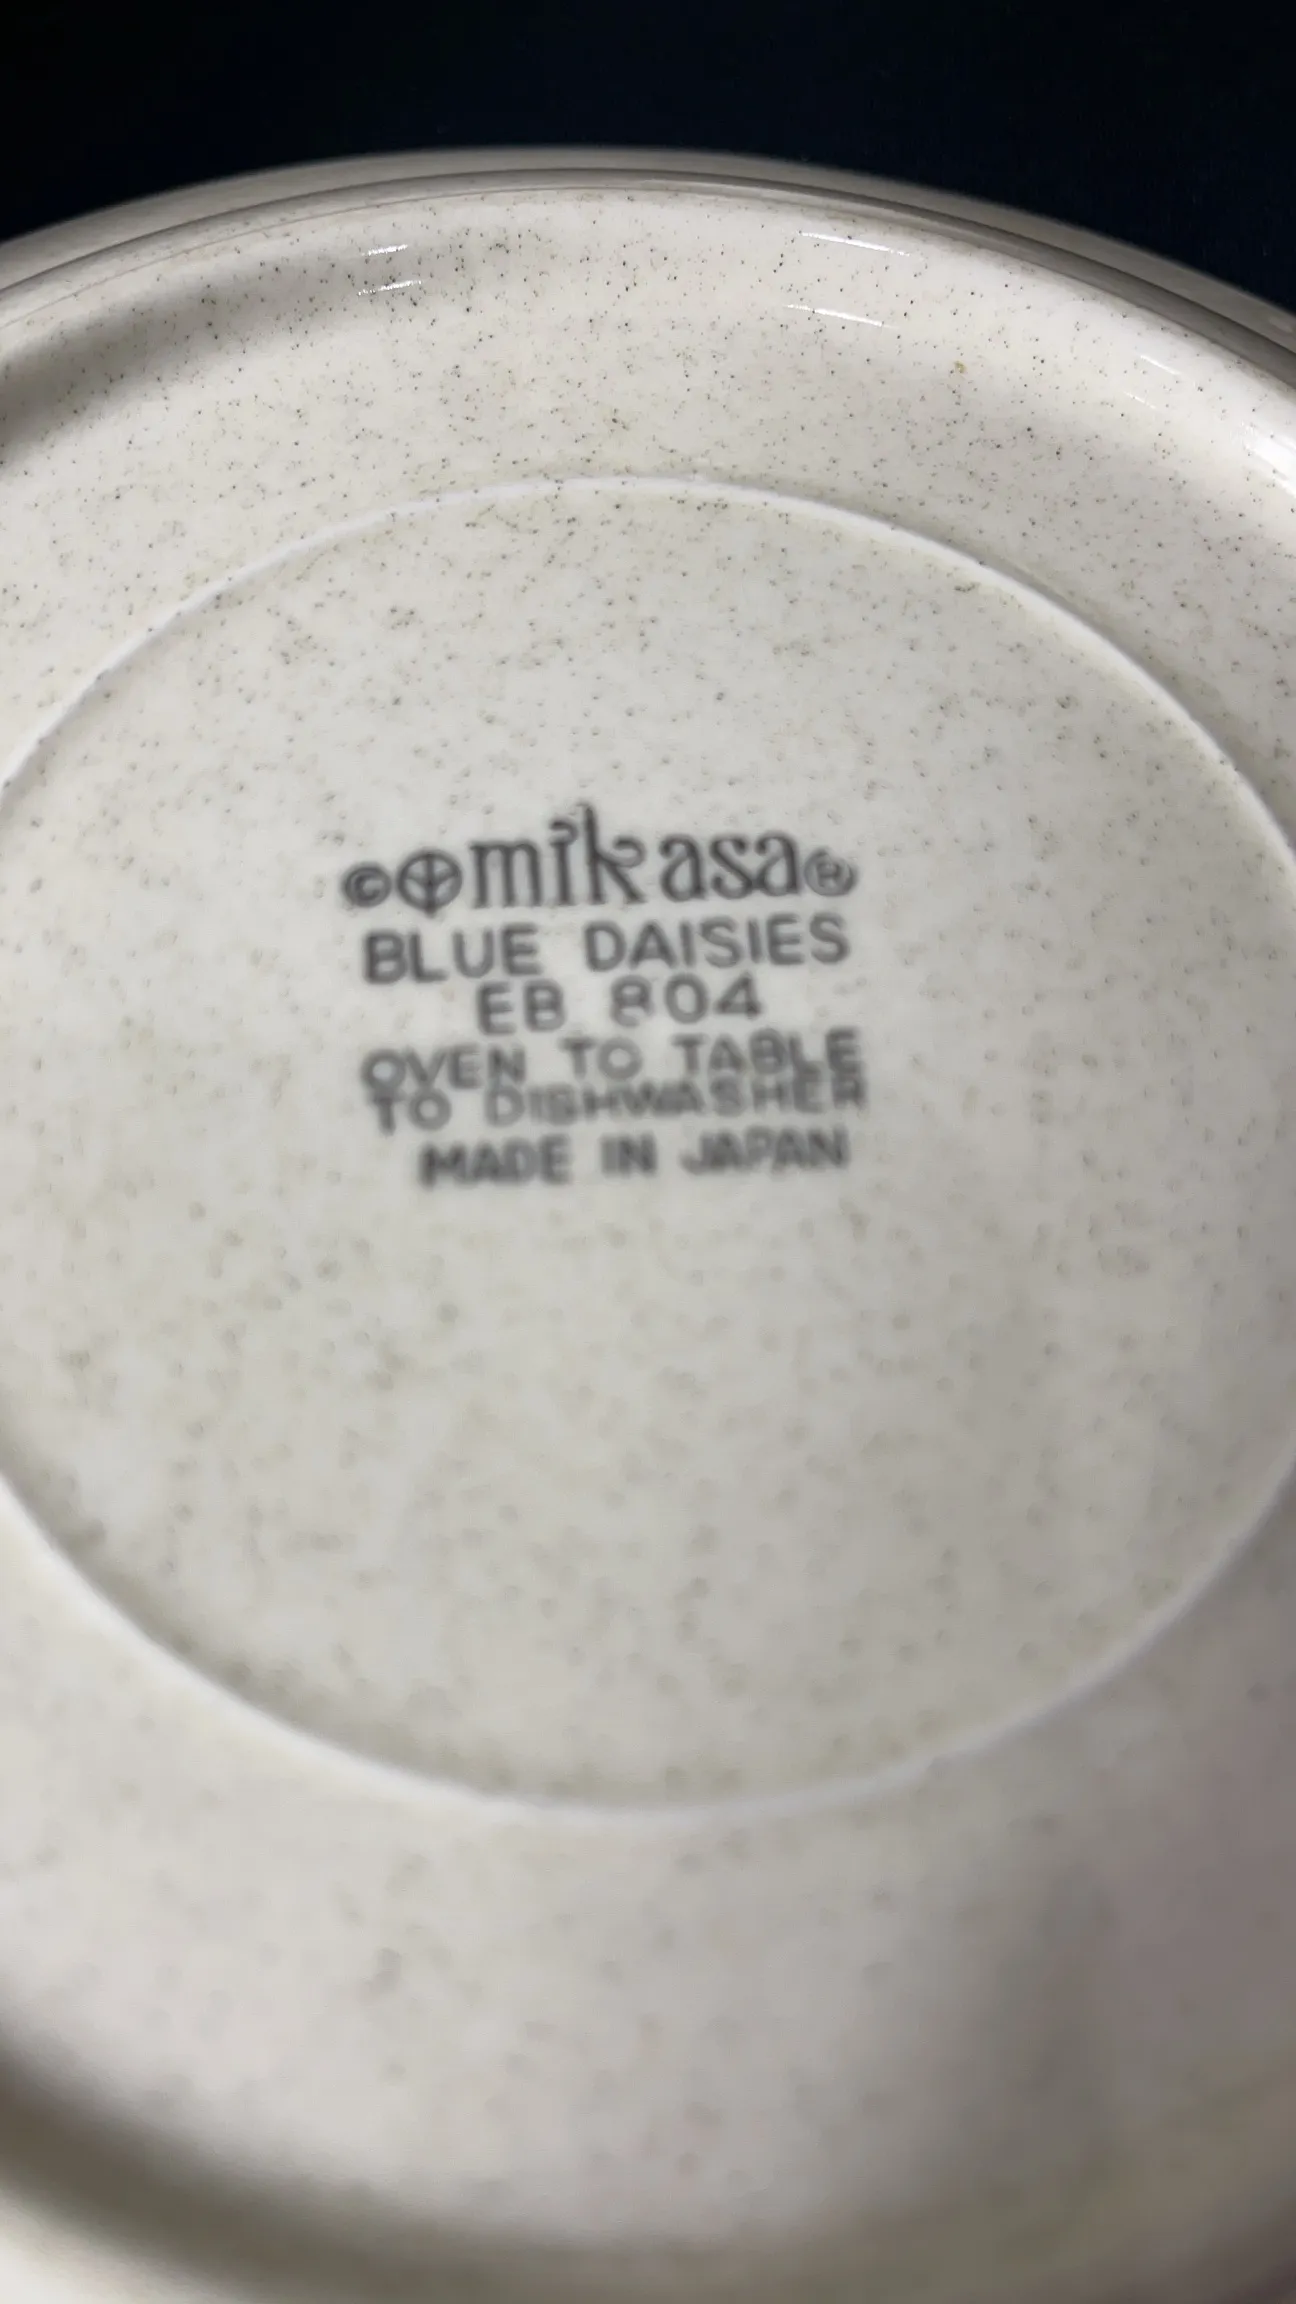 © mikasa®
BLUE DAISIES
EB 804
OVEN TO TABLE
TO DISHWASHER
MADE IN JAPAN